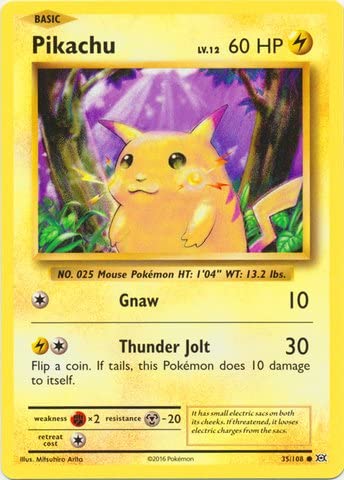 BASIC
Pikachu LV.12 60 HP
NO. 025 Mouse Pokémon HT: 1'04" WT: 13.2 lbs.
Gnaw 10
Thunder Jolt 30
Flip a coin. If tails, this Pokémon does 10 damage
to itself.
weakness ×2 resistance -20
retreat
cost
It has small electric sacs on both
its cheeks. If threatened, it looses
electric charges from the sacs.
Illus. Mitsuhiro Arita ©2016 Pokémon 35/108 XY